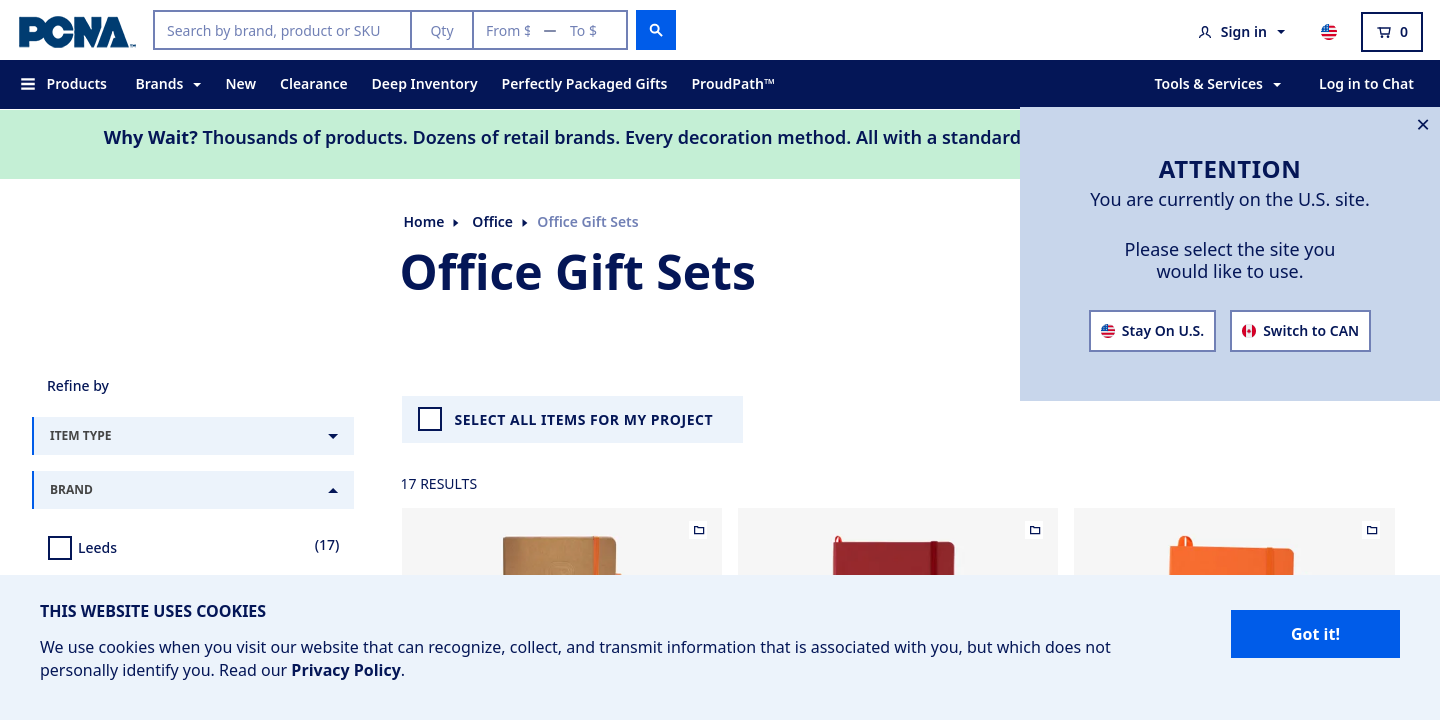 PCNA™
Search by brand, product or SKU
Qty
From $ — To $
Sign in
0
Products
Brands
New
Clearance
Deep Inventory
Perfectly Packaged Gifts
ProudPath™
Tools & Services
Log in to Chat
Why Wait? Thousands of products. Dozens of retail brands. Every decoration method. All with a standard
×
ATTENTION
You are currently on the U.S. site.
Please select the site you
would like to use.
Stay On U.S.
Switch to CAN
Home
Office
Office Gift Sets
Office Gift Sets
Refine by
ITEM TYPE
BRAND
Leeds
(17)
SELECT ALL ITEMS FOR MY PROJECT
17 RESULTS
THIS WEBSITE USES COOKIES
We use cookies when you visit our website that can recognize, collect, and transmit information that is associated with you, but which does not
personally identify you. Read our Privacy Policy.
Got it!